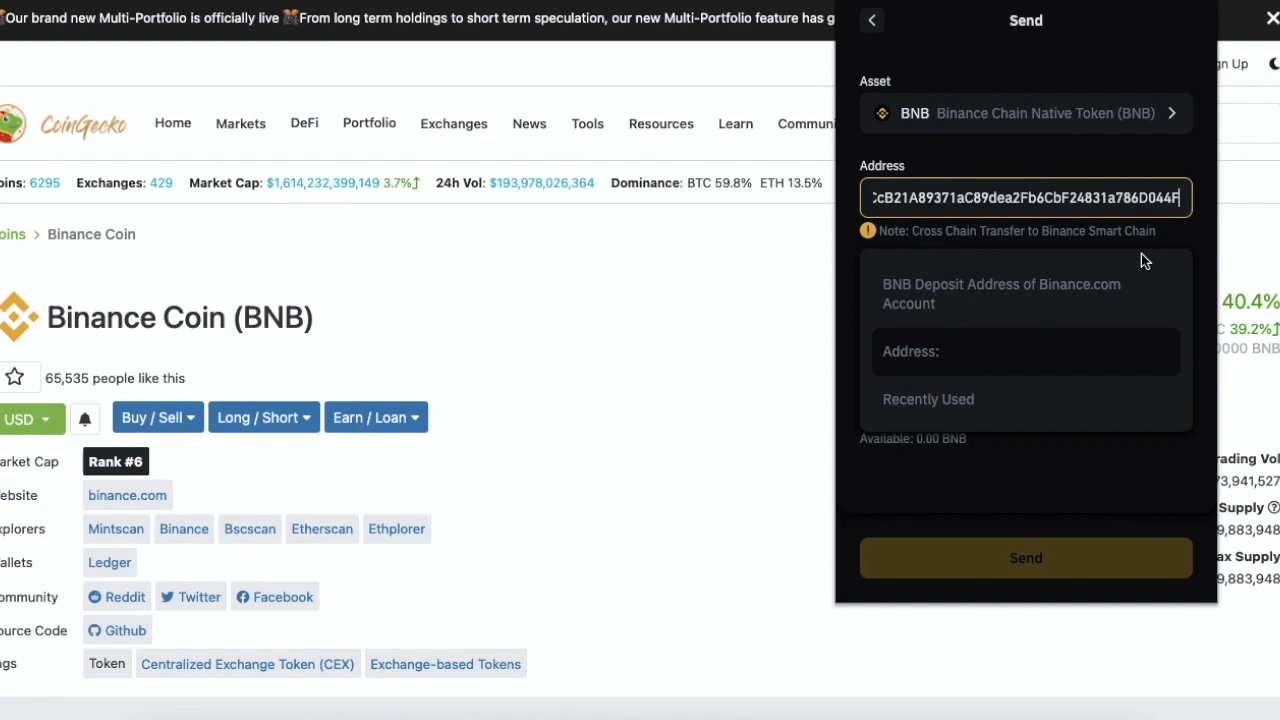 Our brand new Multi-Portfolio is officially live From long term holdings to short term speculation, our new Multi-Portfolio feature has g
Send
gn Up
Asset
BNB Binance Chain Native Token (BNB)
CoinGecko
Home Markets DeFi Portfolio Exchanges News Tools Resources Learn Communi
Address
oins: 6295 Exchanges: 429 Market Cap: $1,614,232,399,149 3.7% 24h Vol: $193,978,026,364 Dominance: BTC 59.8% ETH 13.5%
cB21A89371aC89dea2Fb6CbF24831a786D044F
Note: Cross Chain Transfer to Binance Smart Chain
oins > Binance Coin
BNB Deposit Address of Binance.com
Account
Binance Coin (BNB)
40.4%
C 39.2%
0000 BNB
Address:
65,535 people like this
Recently Used
USD Buy / Sell Long / Short Earn / Loan
Available: 0.00 BNB
arket Cap Rank #6
rading Vol
73,941,527
ebsite binance.com
Supply
9,883,948
xplorers Mintscan Binance Bscscan Etherscan Ethplorer
ax Supply
9,883,948
allets Ledger
Send
ommunity Reddit Twitter Facebook
ource Code Github
ags Token Centralized Exchange Token (CEX) Exchange-based Tokens